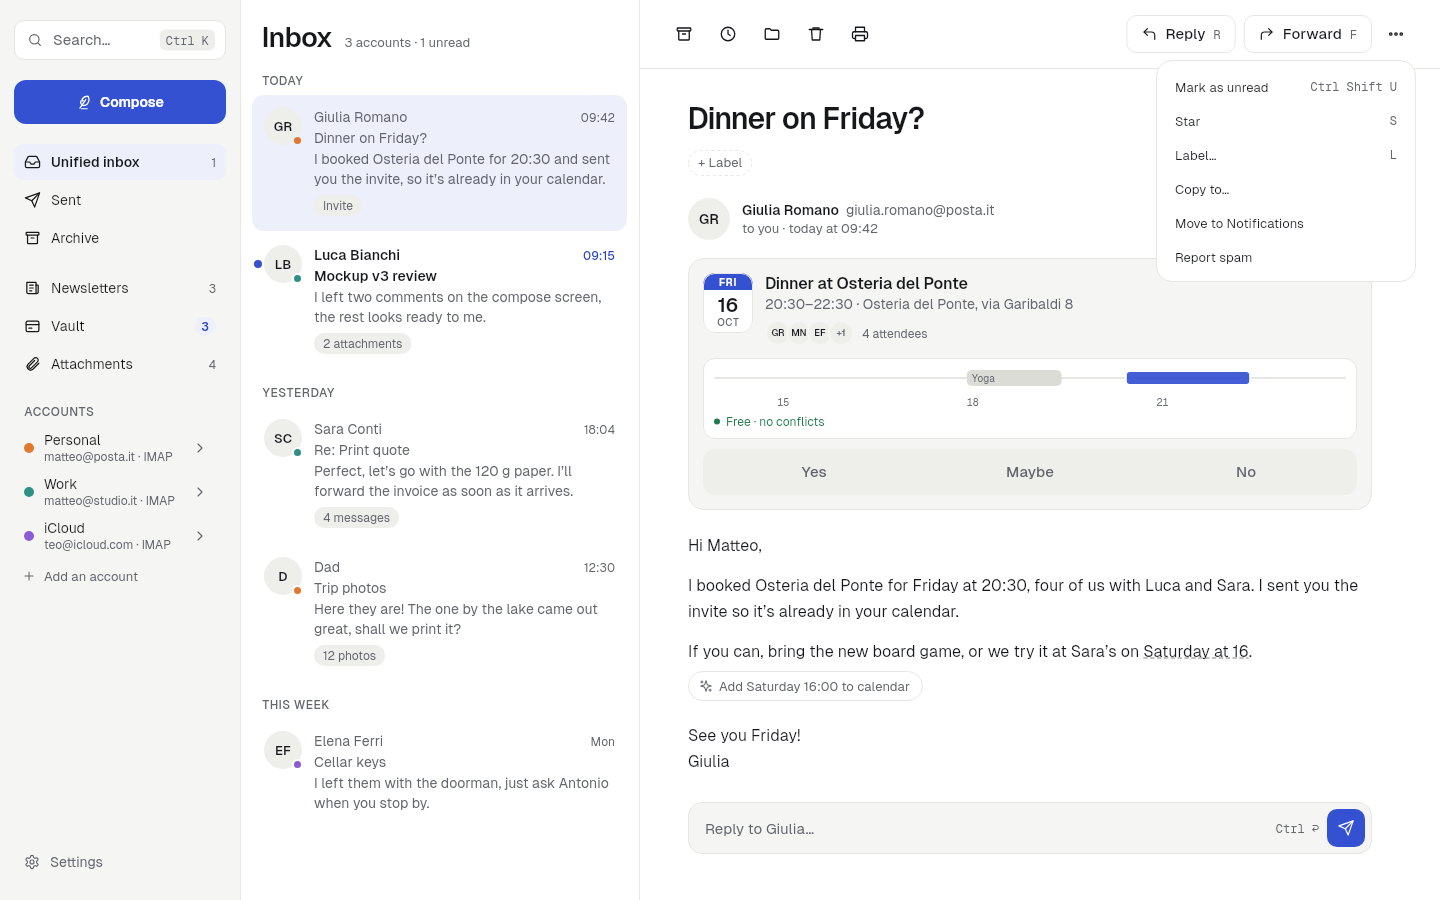 Search… Ctrl K
Compose
Unified inbox 1
Sent
Archive
Newsletters 3
Vault 3
Attachments 4
ACCOUNTS
Personal
matteo@posta.it · IMAP
Work
matteo@studio.it · IMAP
iCloud
teo@icloud.com · IMAP
+ Add an account
Settings
Inbox 3 accounts · 1 unread
TODAY
GR Giulia Romano 09:42
Dinner on Friday?
I booked Osteria del Ponte for 20:30 and sent
you the invite, so it’s already in your calendar.
Invite
LB Luca Bianchi 09:15
Mockup v3 review
I left two comments on the compose screen,
the rest looks ready to me.
2 attachments
YESTERDAY
SC Sara Conti 18:04
Re: Print quote
Perfect, let’s go with the 120 g paper. I’ll
forward the invoice as soon as it arrives.
4 messages
D Dad 12:30
Trip photos
Here they are! The one by the lake came out
great, shall we print it?
12 photos
THIS WEEK
EF Elena Ferri Mon
Cellar keys
I left them with the doorman, just ask Antonio
when you stop by.
Reply R Forward F
Mark as unread Ctrl Shift U
Star S
Label… L
Copy to…
Move to Notifications
Report spam
Dinner on Friday?
+ Label
GR Giulia Romano giulia.romano@posta.it
to you · today at 09:42
FRI
16
OCT
Dinner at Osteria del Ponte
20:30–22:30 · Osteria del Ponte, via Garibaldi 8
GR MN EF +1 4 attendees
Yoga
15 18 21
Free · no conflicts
Yes Maybe No
Hi Matteo,
I booked Osteria del Ponte for Friday at 20:30, four of us with Luca and Sara. I sent you the
invite so it’s already in your calendar.
If you can, bring the new board game, or we try it at Sara’s on Saturday at 16.
Add Saturday 16:00 to calendar
See you Friday!
Giulia
Reply to Giulia… Ctrl